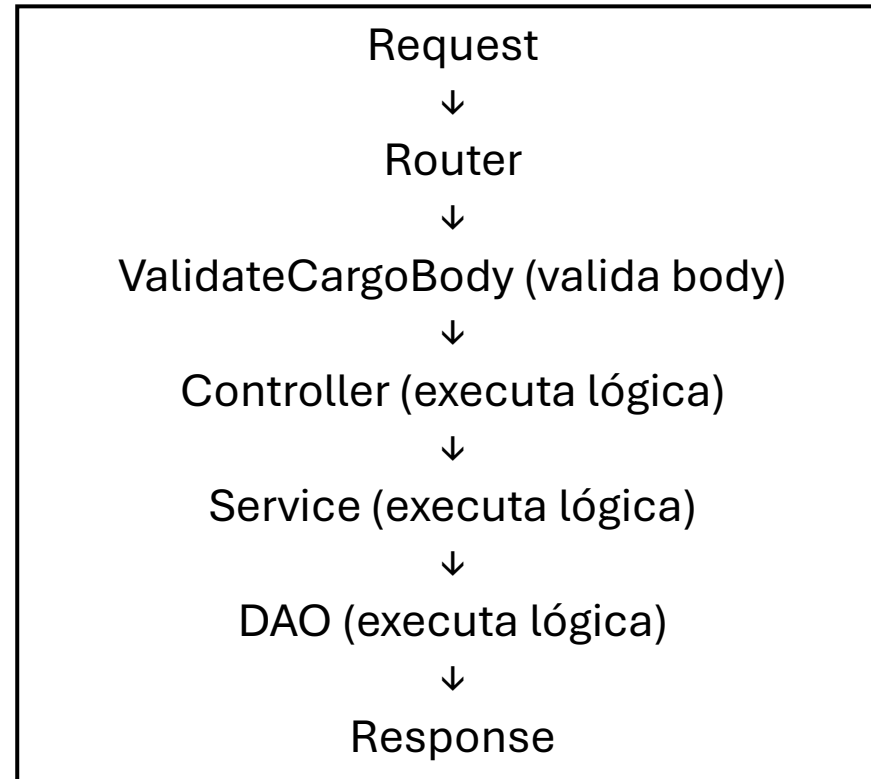 Request
↓
Router
↓
ValidateCargoBody (valida body)
↓
Controller (executa lógica)
↓
Service (executa lógica)
↓
DAO (executa lógica)
↓
Response